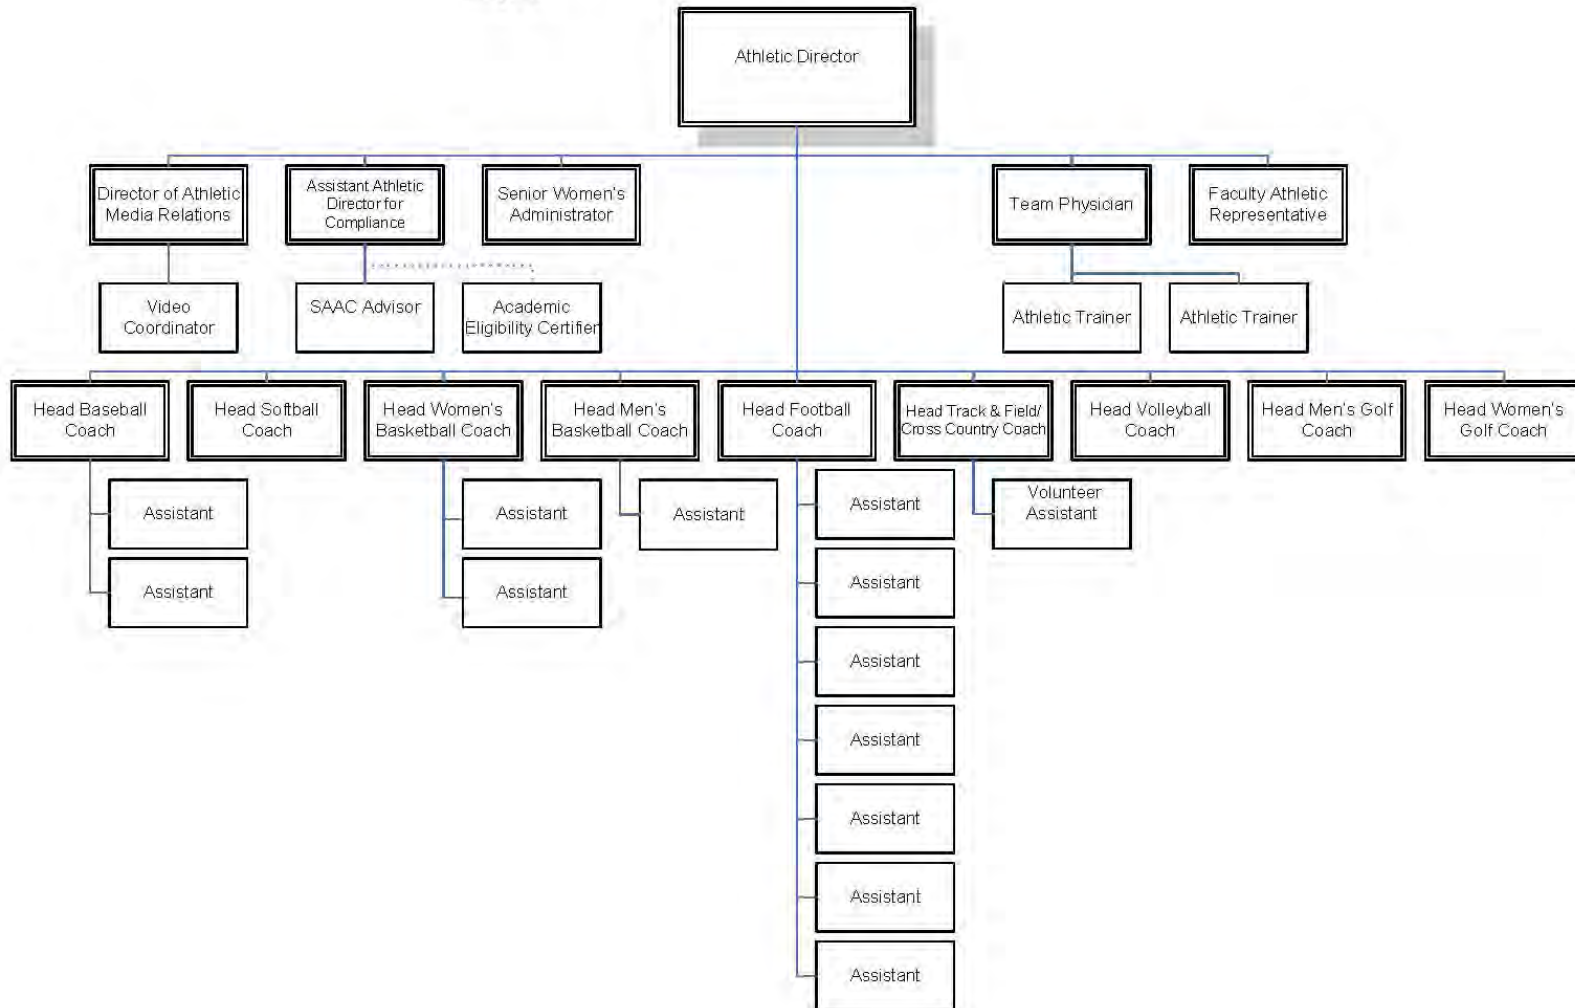 Athletic Director
Director of Athletic
Media Relations
Assistant Athletic
Director for
Compliance
Senior Women's
Administrator
Team Physician
Faculty Athletic
Representative
Video
Coordinator
SAAC Advisor
Academic
Eligibility Certifier
Athletic Trainer
Athletic Trainer
Head Baseball
Coach
Head Softball
Coach
Head Women's
Basketball Coach
Head Men's
Basketball Coach
Head Football
Coach
Head Track & Field/
Cross Country Coach
Head Volleyball
Coach
Head Men's Golf
Coach
Head Women's
Golf Coach
Assistant
Assistant
Assistant
Assistant
Assistant
Assistant
Assistant
Assistant
Assistant
Assistant
Assistant
Assistant
Volunteer
Assistant